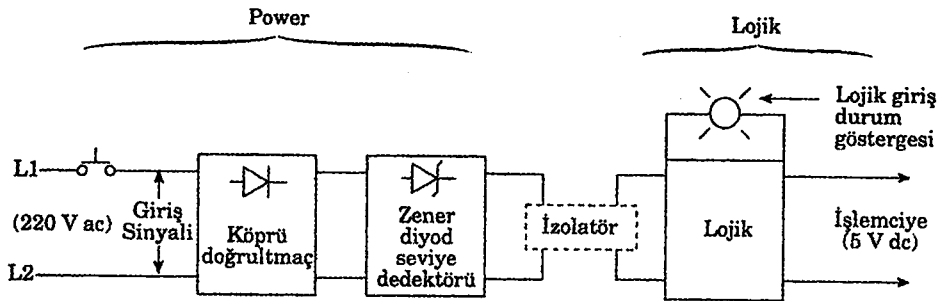 Power
Lojik
Lojik giriş
durum
göstergesi
L1
(220 V ac)
Giriş
Sinyali
L2
Köprü
doğrultmaç
Zener
diyod
seviye
dedektörü
İzolatör
Lojik
İşlemciye
(5 V dc)